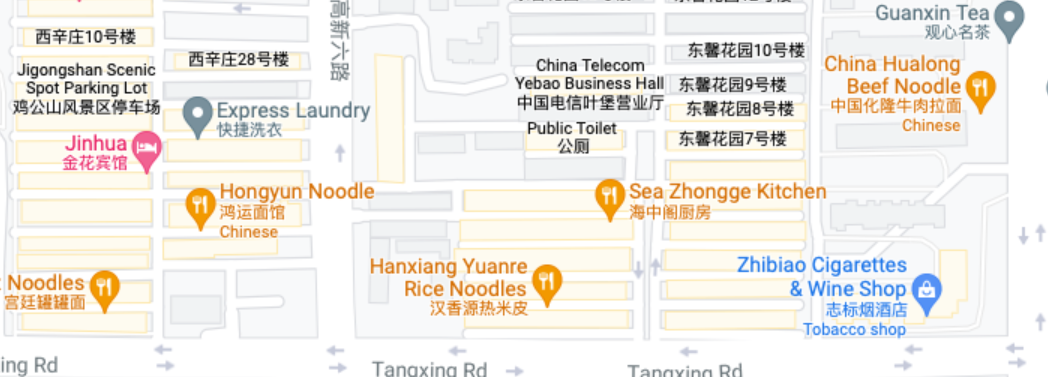 Guanxin Tea
观心名茶
西辛庄10号楼
西辛庄28号楼
高新六路
东馨花园10号楼
China Telecom
Yebao Business Hall
中国电信叶堡营业厅
东馨花园9号楼
东馨花园8号楼
China Hualong
Beef Noodle
中国化隆牛肉拉面
Chinese
Jigongshan Scenic
Spot Parking Lot
鸡公山风景区停车场
Express Laundry
快捷洗衣
Public Toilet
公厕
东馨花园7号楼
Jinhua
金花宾馆
Hongyun Noodle
鸿运面馆
Chinese
Sea Zhongge Kitchen
海中阁厨房
Noodles
宫廷罐罐面
Hanxiang Yuanre
Rice Noodles
汉香源热米皮
Zhibiao Cigarettes
& Wine Shop
志标烟酒店
Tobacco shop
ing Rd
Tangxing Rd
Tangxing Rd